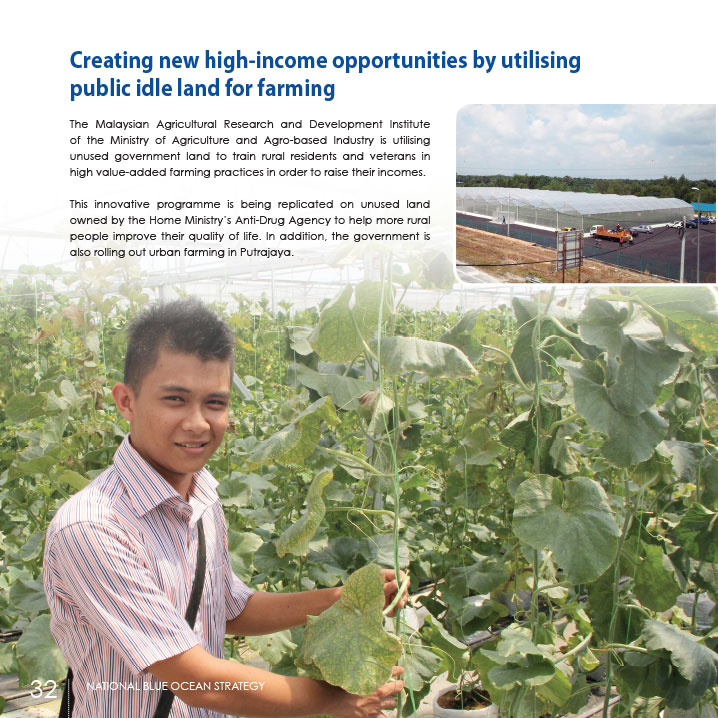 Creating new high-income opportunities by utilising
public idle land for farming
The Malaysian Agricultural Research and Development Institute
of the Ministry of Agriculture and Agro-based Industry is utilising
unused government land to train rural residents and veterans in
high value-added farming practices in order to raise their incomes.
This innovative programme is being replicated on unused land
owned by the Home Ministry's Anti-Drug Agency to help more rural
people improve their quality of life. In addition, the government is
also rolling out urban farming in Putrajaya.
32 NATIONAL BLUE OCEAN STRATEGY